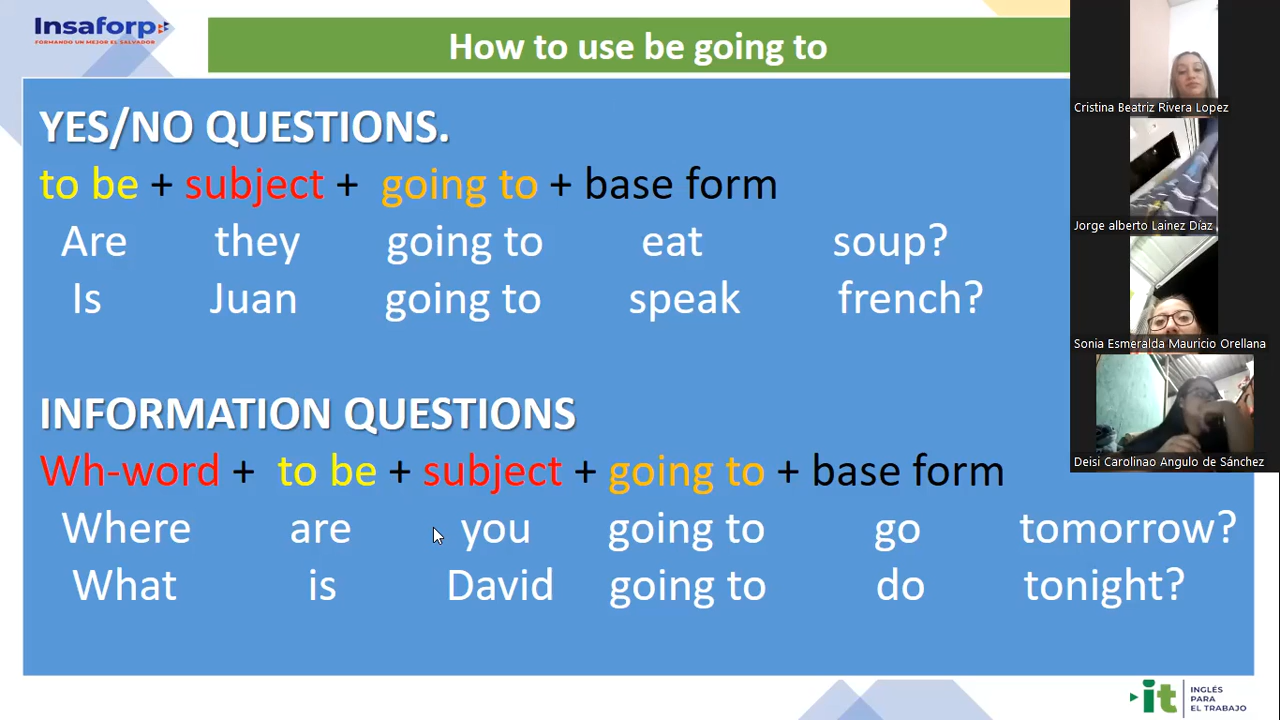 Insaforp
FORMANDO UN MEJOR EL SALVADOR
How to use be going to
YES/NO QUESTIONS.
to be + subject + going to + base form
Are they going to eat soup?
Is Juan going to speak french?
INFORMATION QUESTIONS
Wh-word + to be + subject + going to + base form
Where are you going to go tomorrow?
What is David going to do tonight?
Cristina Beatriz Rivera Lopez
Jorge alberto Lainez Díaz
Sonia Esmeralda Mauricio Orellana
Deisi Carolinao Angulo de Sánchez
it
INGLÉS
PARA
EL TRABAJO